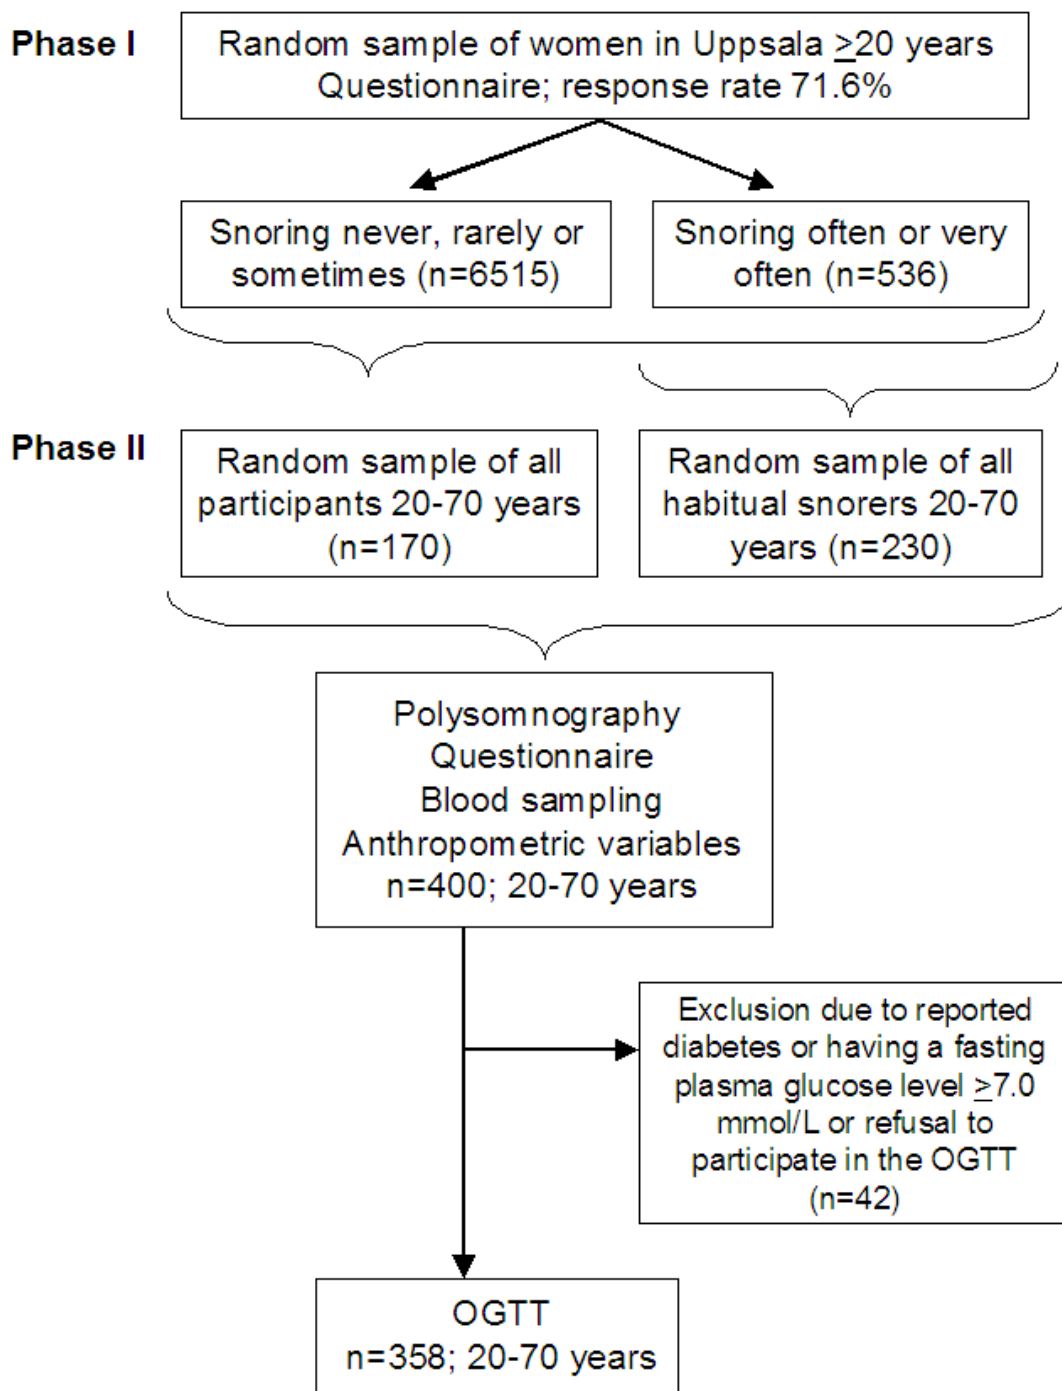 Phase I
Random sample of women in Uppsala ≥20 years
Questionnaire; response rate 71.6%
Snoring never, rarely or
sometimes (n=6515)
Snoring often or very
often (n=536)
Phase II
Random sample of all
participants 20-70 years
(n=170)
Random sample of all
habitual snorers 20-70
years (n=230)
Polysomnography
Questionnaire
Blood sampling
Anthropometric variables
n=400; 20-70 years
Exclusion due to reported
diabetes or having a fasting
plasma glucose level ≥7.0
mmol/L or refusal to
participate in the OGTT
(n=42)
OGTT
n=358; 20-70 years